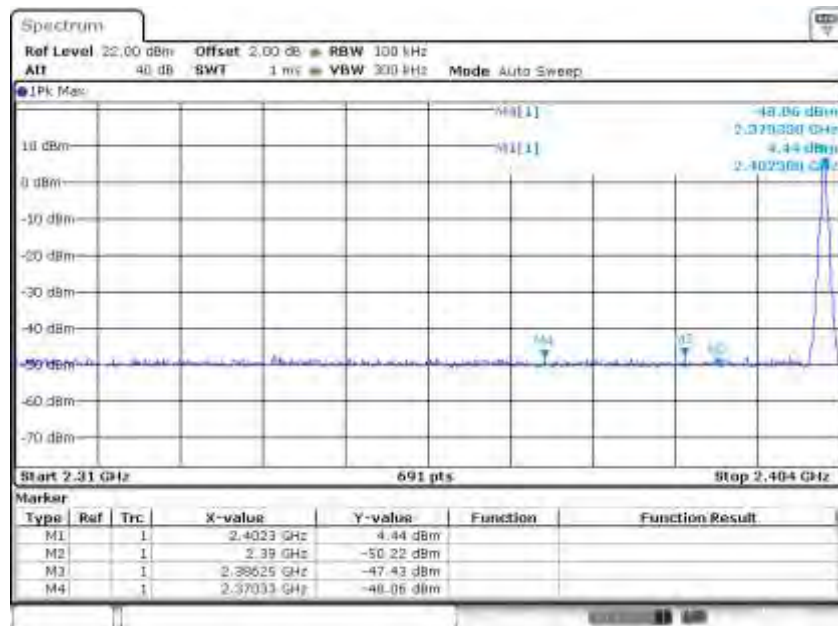 Spectrum
Ref Level 22.00 dBm Offset 2.00 dB RBW 100 kHz
Att 40 dB SWT 1 ms VBW 300 kHz Mode Auto Sweep
1Pk Max
M4[1] -48.06 dBm
2.370330 GHz
10 dBm M1[1] 4.44 dBm
2.402300 GHz
0 dBm
-10 dBm
-20 dBm
-30 dBm
-40 dBm
M4 M3 M2
-50 dBm
-60 dBm
-70 dBm
Start 2.31 GHz 691 pts Stop 2.404 GHz
Marker
Type Ref Trc X-value Y-value Function Function Result
M1 1 2.4023 GHz 4.44 dBm
M2 1 2.39 GHz -50.22 dBm
M3 1 2.38625 GHz -47.43 dBm
M4 1 2.37033 GHz -48.06 dBm